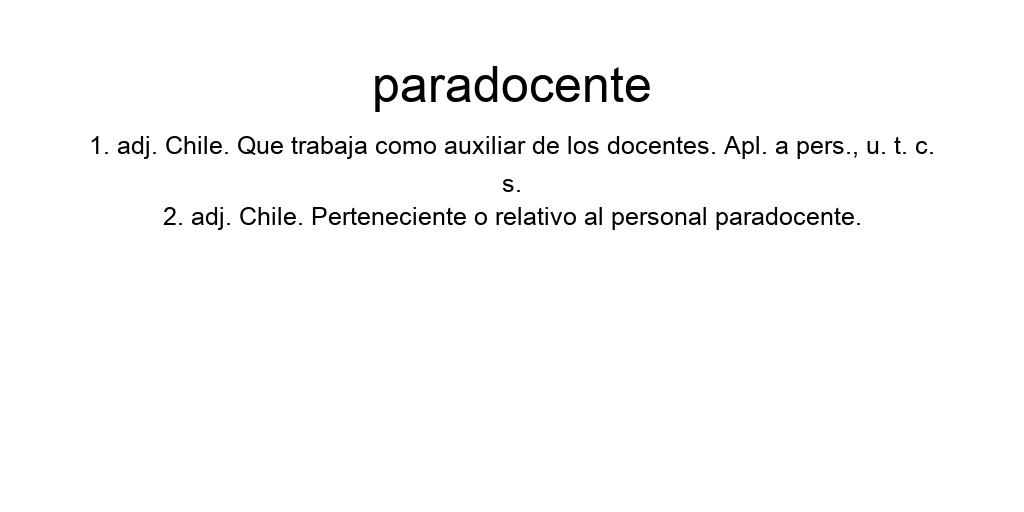 paradocente
1. adj. Chile. Que trabaja como auxiliar de los docentes. Apl. a pers., u. t. c.
s.
2. adj. Chile. Perteneciente o relativo al personal paradocente.